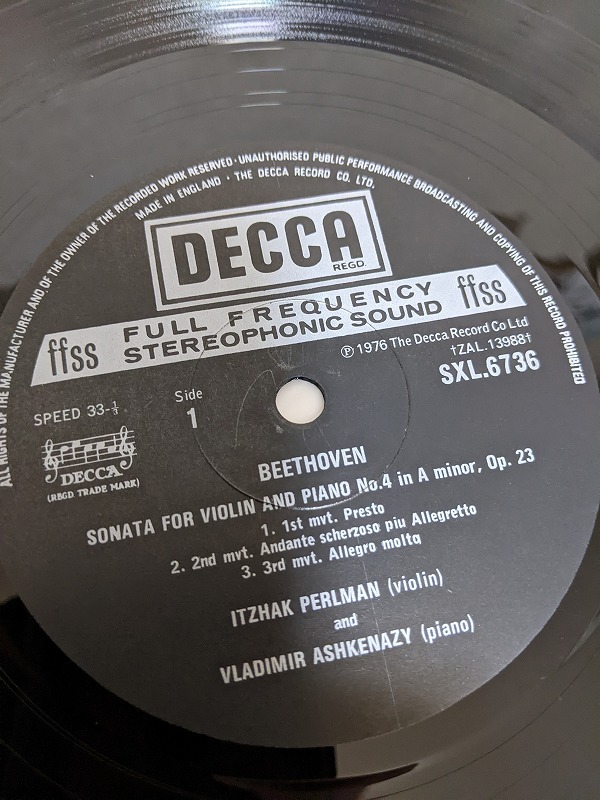 ALL RIGHTS OF THE MANUFACTURER AND OF THE OWNER OF THE RECORDED WORK RESERVED · UNAUTHORISED PUBLIC PERFORMANCE BROADCASTING AND COPYING OF THIS RECORD PROHIBITED
MADE IN ENGLAND · THE DECCA RECORD CO. LTD.
DECCA
REGD.
ffss FULL FREQUENCY ffss
STEREOPHONIC SOUND
Ⓟ 1976 The Decca Record Co Ltd
†ZAL.13988†
SXL.6736
SPEED 33-⅓
Side
1
DECCA
(REGD TRADE MARK)
BEETHOVEN
SONATA FOR VIOLIN AND PIANO No.4 in A minor, Op. 23
1. 1st mvt. Presto
2. 2nd mvt. Andante scherzoso piu Allegretto
3. 3rd mvt. Allegro molta
ITZHAK PERLMAN (violin)
and
VLADIMIR ASHKENAZY (piano)